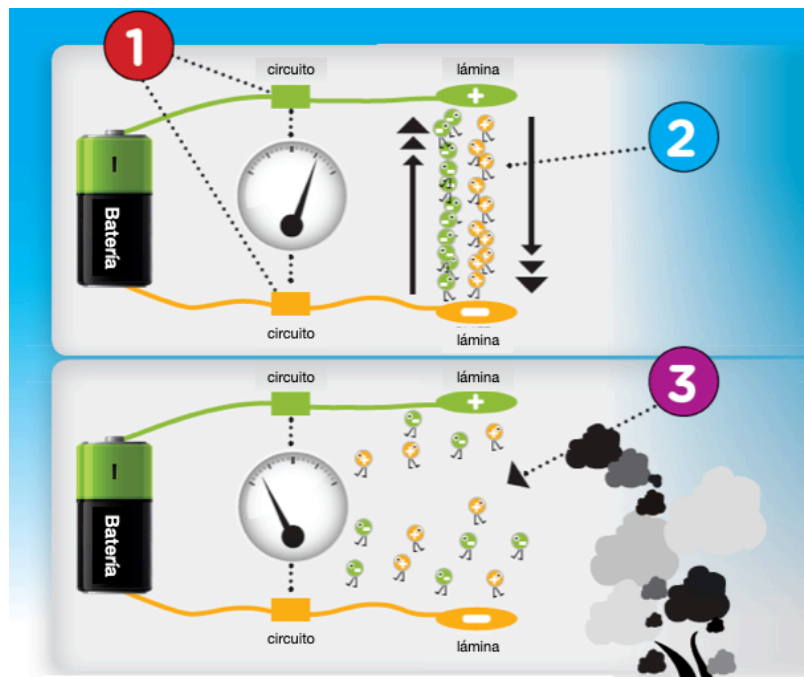 1
circuito
lámina
+
2
I
Batería
-
circuito
lámina
circuito
lámina
3
+
I
Batería
-
circuito
lámina